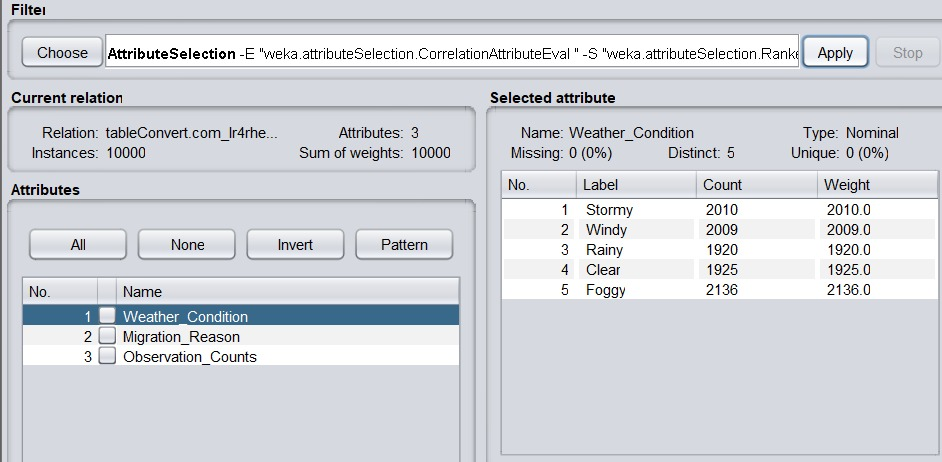 Filter
Choose AttributeSelection -E "weka.attributeSelection.CorrelationAttributeEval " -S "weka.attributeSelection.Ranke Apply Stop
Current relation
Relation: tableConvert.com_lr4rhe... Attributes: 3
Instances: 10000 Sum of weights: 10000
Attributes
All None Invert Pattern
No. Name
1 Weather_Condition
2 Migration_Reason
3 Observation_Counts
Selected attribute
Name: Weather_Condition Type: Nominal
Missing: 0 (0%) Distinct: 5 Unique: 0 (0%)
No. Label Count Weight
1 Stormy 2010 2010.0
2 Windy 2009 2009.0
3 Rainy 1920 1920.0
4 Clear 1925 1925.0
5 Foggy 2136 2136.0